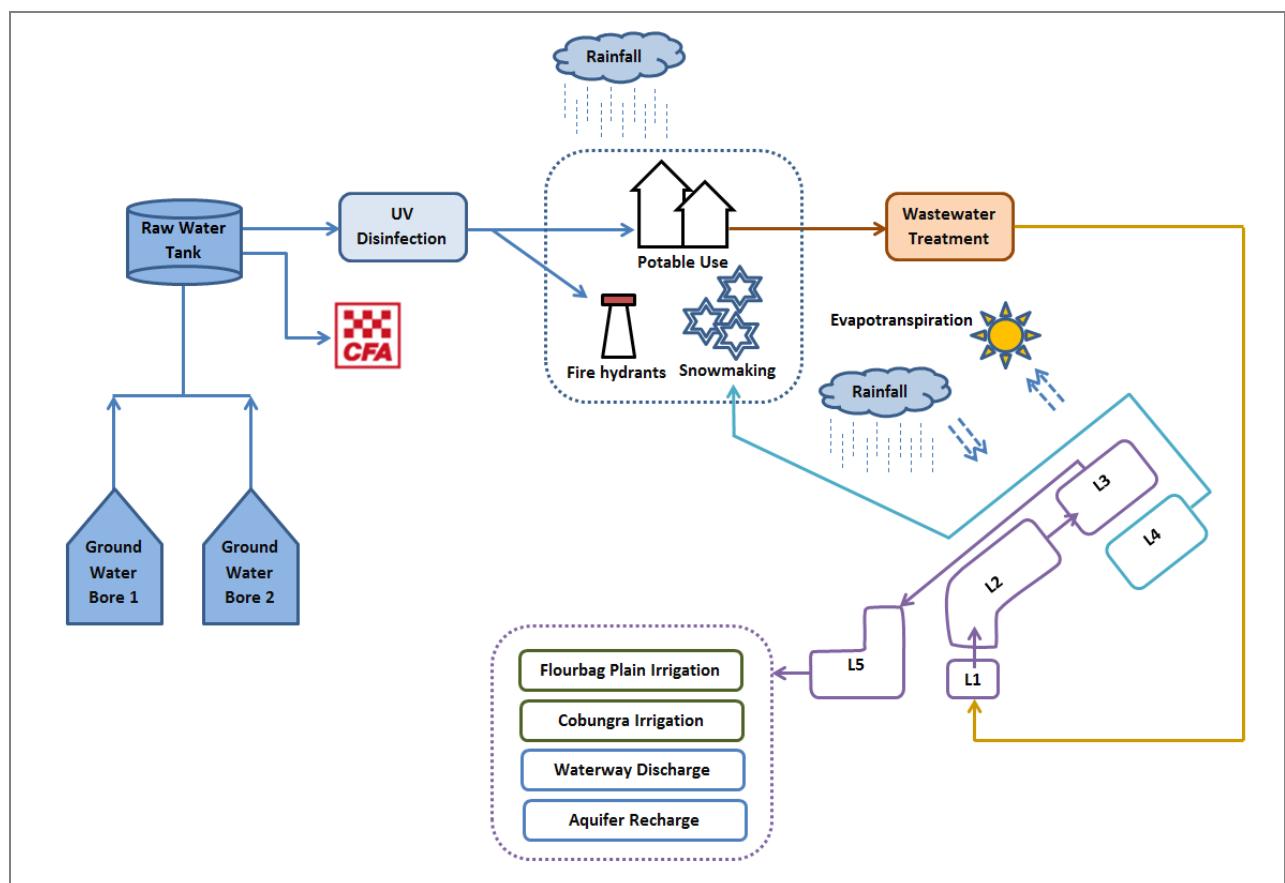 Rainfall
Raw Water
Tank
UV
Disinfection
CFA
Potable Use
Fire hydrants
Snowmaking
Wastewater
Treatment
Evapotranspiration
Rainfall
Ground
Water
Bore 1
Ground
Water
Bore 2
L3
L4
L2
L1
L5
Flourbag Plain Irrigation
Cobungra Irrigation
Waterway Discharge
Aquifer Recharge